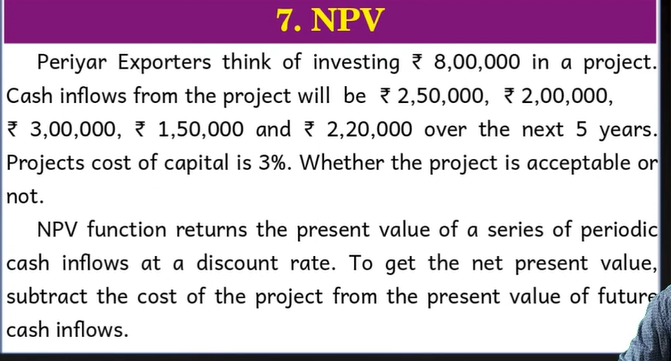 7. NPV
Periyar Exporters think of investing ₹ 8,00,000 in a project.
Cash inflows from the project will be ₹ 2,50,000, ₹ 2,00,000,
₹ 3,00,000, ₹ 1,50,000 and ₹ 2,20,000 over the next 5 years.
Projects cost of capital is 3%. Whether the project is acceptable or
not.
NPV function returns the present value of a series of periodic
cash inflows at a discount rate. To get the net present value,
subtract the cost of the project from the present value of future
cash inflows.